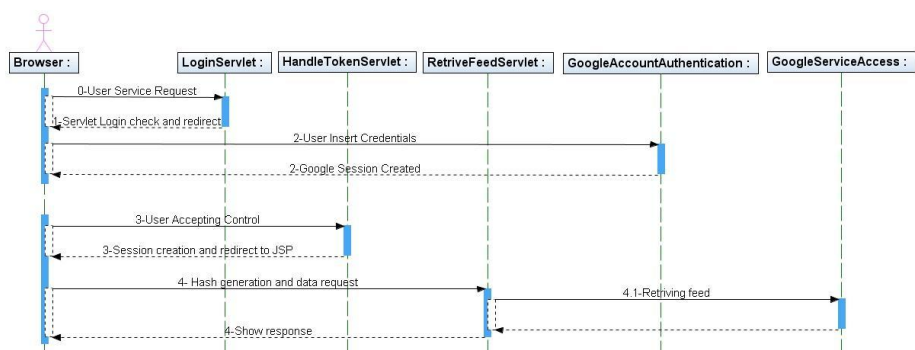 Browser :
LoginServlet :
HandleTokenServlet :
RetriveFeedServlet :
GoogleAccountAuthentication :
GoogleServiceAccess :
0-User Service Request
1-Servlet Login check and redirect
2-User Insert Credentials
2-Google Session Created
3-User Accepting Control
3-Session creation and redirect to JSP
4- Hash generation and data request
4.1-Retriving feed
4-Show response